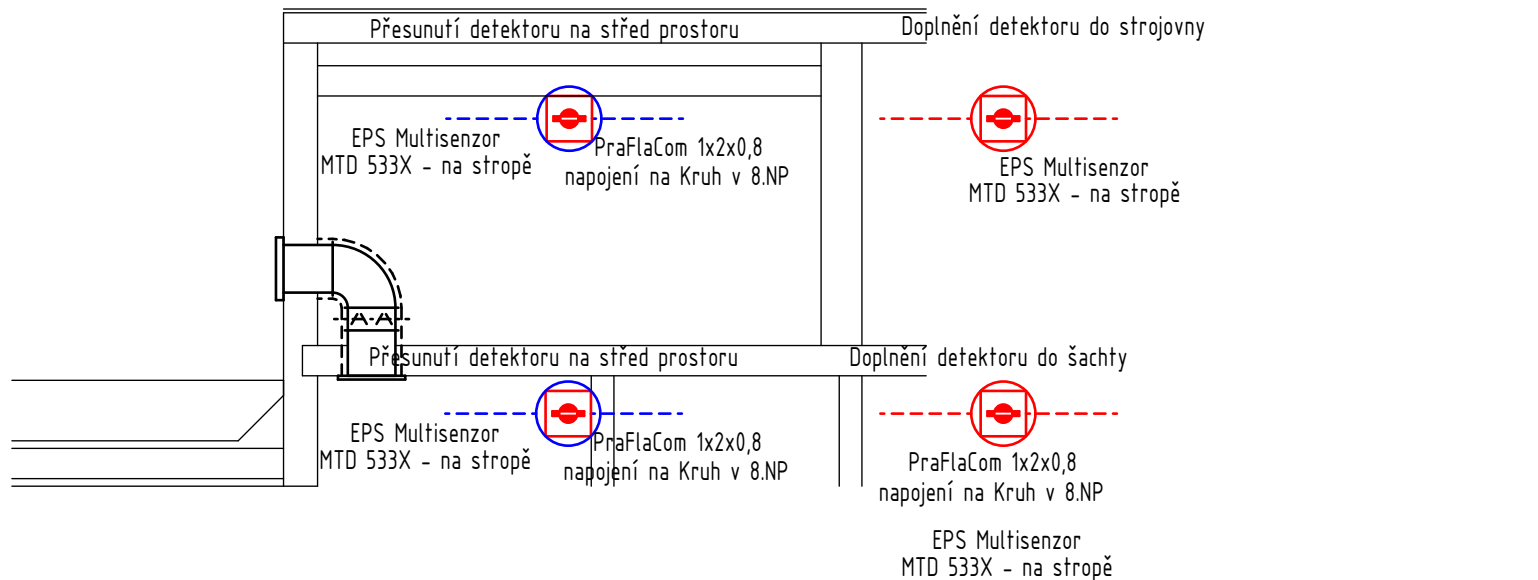 Přesunutí detektoru na střed prostoru
Doplnění detektoru do strojovny
EPS Multisenzor
MTD 533X - na stropě
PraFlaCom 1x2x0,8
napojení na Kruh v 8.NP
EPS Multisenzor
MTD 533X - na stropě
Přesunutí detektoru na střed prostoru
Doplnění detektoru do šachty
EPS Multisenzor
MTD 533X - na stropě
PraFlaCom 1x2x0,8
napojení na Kruh v 8.NP
PraFlaCom 1x2x0,8
napojení na Kruh v 8.NP
EPS Multisenzor
MTD 533X - na stropě